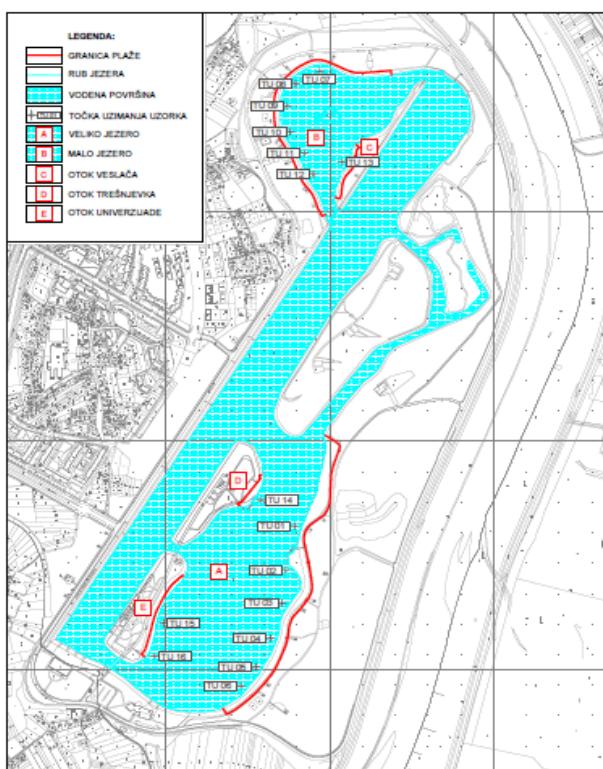 LEGENDA:
GRANICA PLAŽE
RUB JEZERA
VODENA POVRŠINA
TOČKA UZIMANJA UZORKA
A VELIKO JEZERO
B MALO JEZERO
C OTOK VESLAČA
D OTOK TREŠNJEVKA
E OTOK UNIVERZIJADE
TU 07
TU 08
TU 09
TU 10
B
C
TU 11
TU 13
TU 12
D
TU 14
TU 01
A
TU 02
TU 03
E
TU 15
TU 04
TU 16
TU 05
TU 06
L
L
L